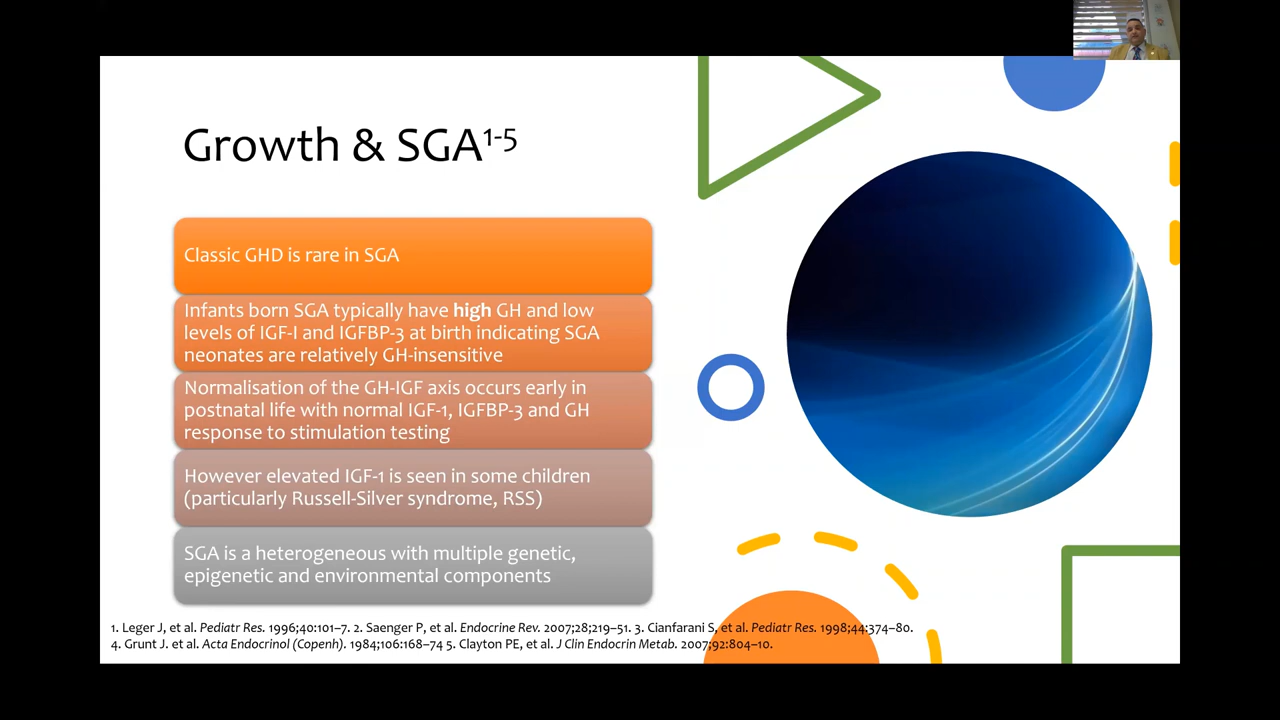 Growth & SGA1-5
Classic GHD is rare in SGA
Infants born SGA typically have high GH and low
levels of IGF-I and IGFBP-3 at birth indicating SGA
neonates are relatively GH-insensitive
Normalisation of the GH-IGF axis occurs early in
postnatal life with normal IGF-1, IGFBP-3 and GH
response to stimulation testing
However elevated IGF-1 is seen in some children
(particularly Russell-Silver syndrome, RSS)
SGA is a heterogeneous with multiple genetic,
epigenetic and environmental components
1. Leger J, et al. Pediatr Res. 1996;40:101–7. 2. Saenger P, et al. Endocrine Rev. 2007;28;219–51. 3. Cianfarani S, et al. Pediatr Res. 1998;44:374–80.
4. Grunt J. et al. Acta Endocrinol (Copenh). 1984;106:168–74 5. Clayton PE, et al. J Clin Endocrin Metab. 2007;92:804–10.